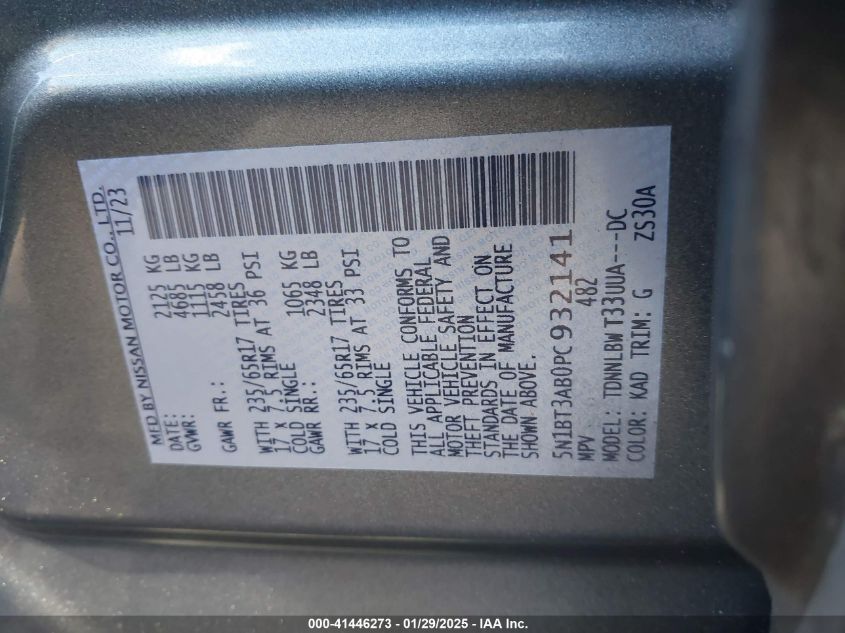 MFD BY NISSAN MOTOR CO., LTD.
DATE: 11/23
GVWR: 2125 KG
4685 LB
GAWR FR.: 1115 KG
2458 LB
WITH 235/65R17 TIRES
17 x 7.5 RIMS AT 36 PSI
COLD SINGLE
GAWR RR.: 1065 KG
2348 LB
WITH 235/65R17 TIRES
17 x 7.5 RIMS AT 33 PSI
COLD SINGLE
THIS VEHICLE CONFORMS TO
ALL APPLICABLE FEDERAL
MOTOR VEHICLE SAFETY AND
THEFT PREVENTION
STANDARDS IN EFFECT ON
THE DATE OF MANUFACTURE
SHOWN ABOVE.
5N1BT3AB0PC932141
MPV 482
MODEL: TDNNLBW T33UUA---DC
COLOR: KAD TRIM: G ZS30A
000-41446273 - 01/29/2025 - IAA Inc.